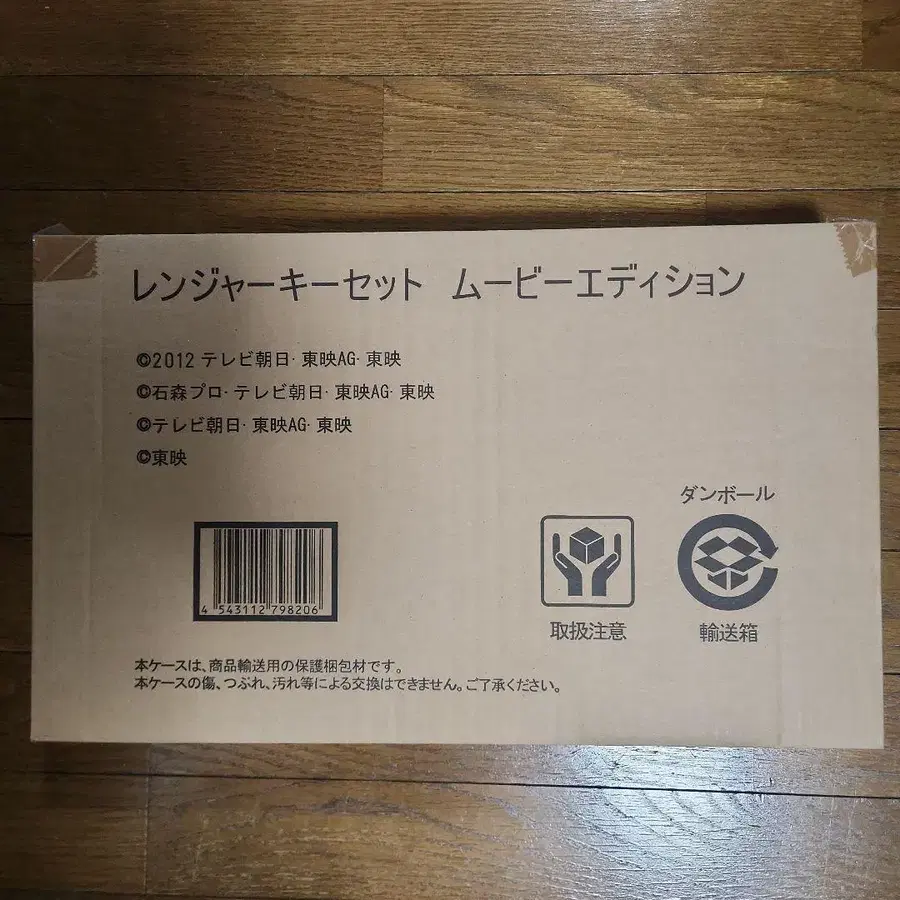 レンジャーキーセット ムービーエディション
©2012 テレビ朝日・東映AG・東映
©石森プロ・テレビ朝日・東映AG・東映
©テレビ朝日・東映AG・東映
©東映
ダンボール
4 543112 798206
取扱注意
輸送箱
本ケースは、商品輸送用の保護梱包材です。
本ケースの傷、つぶれ、汚れ等による交換はできません。ご了承ください。